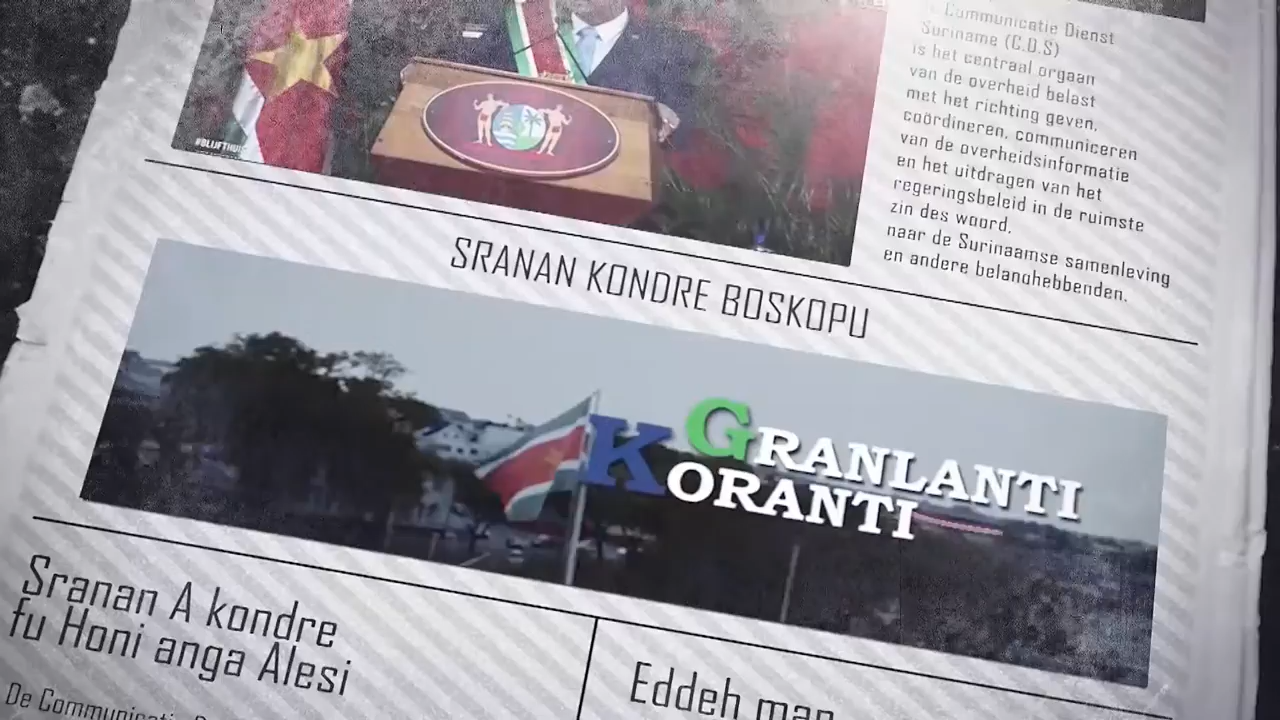 #BLIJFTHUIS
Communicatie Dienst
Suriname (C.D.S)
is het centraal orgaan
van de overheid belast
met het richting geven,
coördineren, communiceren
van de overheidsinformatie
en het uitdragen van het
regeringsbeleid in de ruimste
zin des woord.
naar de Surinaamse samenleving
en andere belanghebbenden.
SRANAN KONDRE BOSKOPU
GRANLANTI
KORANTI
Sranan A kondre
fu Honi anga Alesi
De
Eddeh man